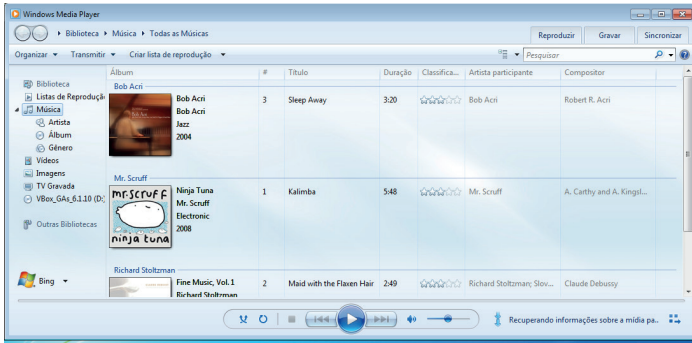 Windows Media Player
Biblioteca Música Todas as Músicas
Reproduzir Gravar Sincronizar
Organizar Transmitir Criar lista de reprodução Pesquisar
Álbum # Título Duração Classifica... Artista participante Compositor
Biblioteca
Listas de Reproduçã
Música
Artista
Álbum
Gênero
Vídeos
Imagens
TV Gravada
VBox_GAs_6.1.10 (D:
Outras Bibliotecas
Bing
Bob Acri
Bob Acri 3 Sleep Away 3:20 Bob Acri Robert R. Acri
Bob Acri
Jazz
2004
Mr. Scruff
Ninja Tuna 1 Kalimba 5:48 Mr. Scruff A. Carthy and A. Kingsl...
Mr. Scruff
Electronic
2008
mr.scruff
ninja tuna
Richard Stoltzman
Fine Music, Vol. 1 2 Maid with the Flaxen Hair 2:49 Richard Stoltzman; Slov... Claude Debussy
Richard Stoltzman
Recuperando informações sobre a mídia pa..